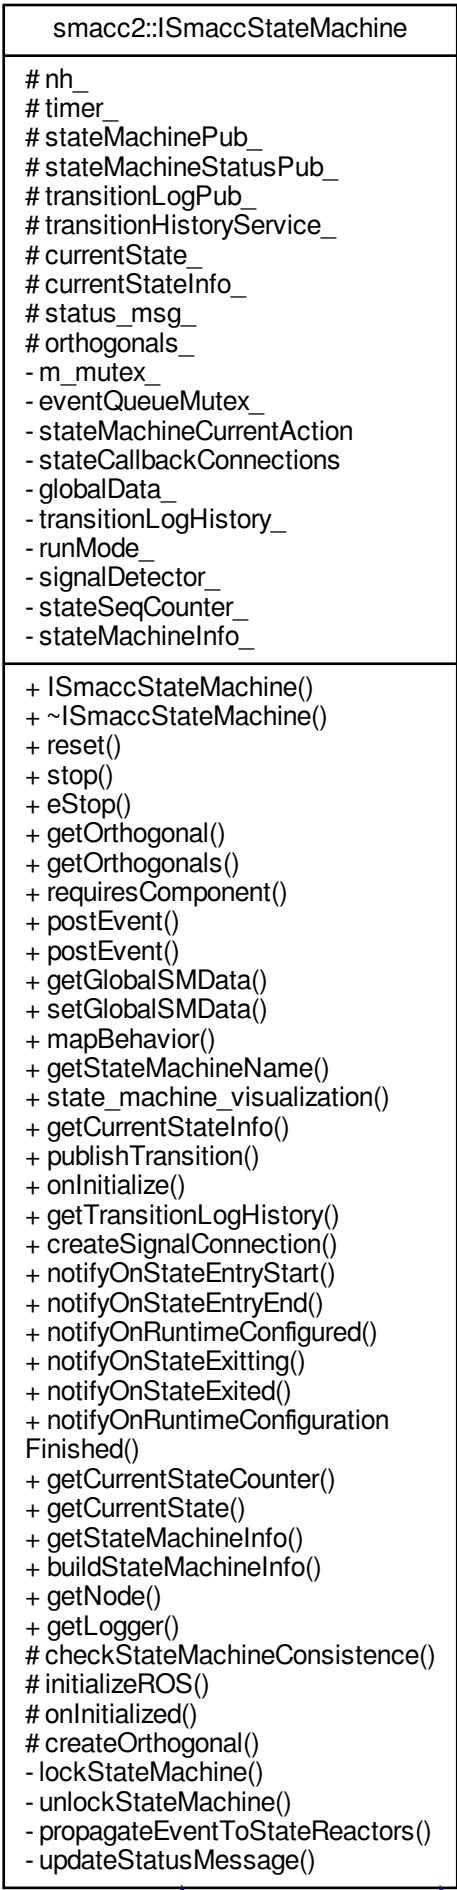 smacc2::ISmaccStateMachine
# nh_
# timer_
# stateMachinePub_
# stateMachineStatusPub_
# transitionLogPub_
# transitionHistoryService_
# currentState_
# currentStateInfo_
# status_msg_
# orthogonals_
- m_mutex_
- eventQueueMutex_
- stateMachineCurrentAction
- stateCallbackConnections
- globalData_
- transitionLogHistory_
- runMode_
- signalDetector_
- stateSeqCounter_
- stateMachineInfo_
+ ISmaccStateMachine()
+ ~ISmaccStateMachine()
+ reset()
+ stop()
+ eStop()
+ getOrthogonal()
+ getOrthogonals()
+ requiresComponent()
+ postEvent()
+ postEvent()
+ getGlobalSMData()
+ setGlobalSMData()
+ mapBehavior()
+ getStateMachineName()
+ state_machine_visualization()
+ getCurrentStateInfo()
+ publishTransition()
+ onInitialize()
+ getTransitionLogHistory()
+ createSignalConnection()
+ notifyOnStateEntryStart()
+ notifyOnStateEntryEnd()
+ notifyOnRuntimeConfigured()
+ notifyOnStateExitting()
+ notifyOnStateExited()
+ notifyOnRuntimeConfiguration
Finished()
+ getCurrentStateCounter()
+ getCurrentState()
+ getStateMachineInfo()
+ buildStateMachineInfo()
+ getNode()
+ getLogger()
# checkStateMachineConsistence()
# initializeROS()
# onInitialized()
# createOrthogonal()
- lockStateMachine()
- unlockStateMachine()
- propagateEventToStateReactors()
- updateStatusMessage()